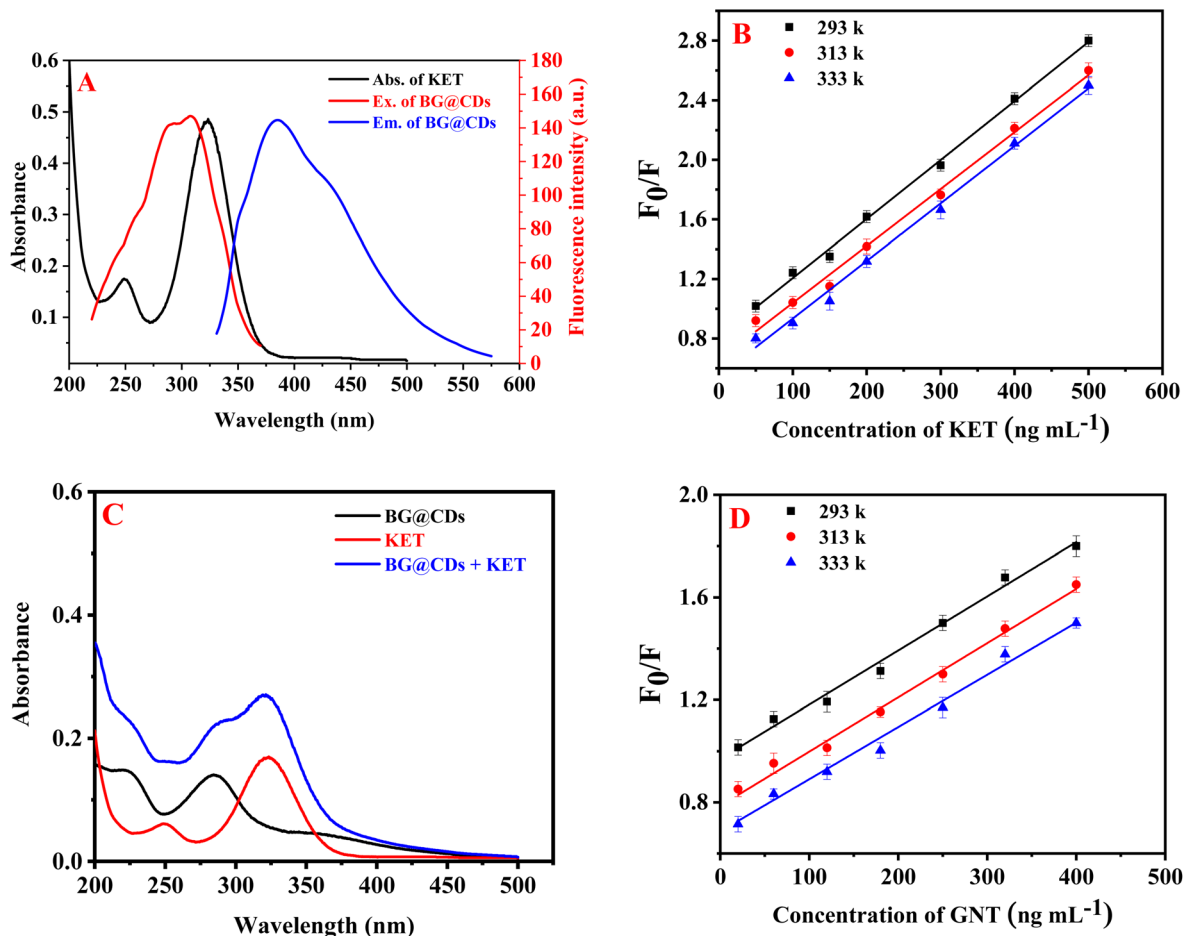 A
Abs. of KET
Ex. of BG@CDs
Em. of BG@CDs
0.6
0.5
0.4
0.3
0.2
0.1
Absorbance
180
160
140
120
100
80
60
40
20
0
Fluorescence intensity (a.u.)
200 250 300 350 400 450 500 550 600
Wavelength (nm)
B
293 k
313 k
333 k
2.8
2.4
2.0
1.6
1.2
0.8
F0/F
0 100 200 300 400 500 600
Concentration of KET (ng mL-1)
C
BG@CDs
KET
BG@CDs + KET
0.6
0.4
0.2
0.0
Absorbance
200 250 300 350 400 450 500
Wavelength (nm)
D
293 k
313 k
333 k
2.0
1.6
1.2
0.8
F0/F
0 100 200 300 400 500
Concentration of GNT (ng mL-1)